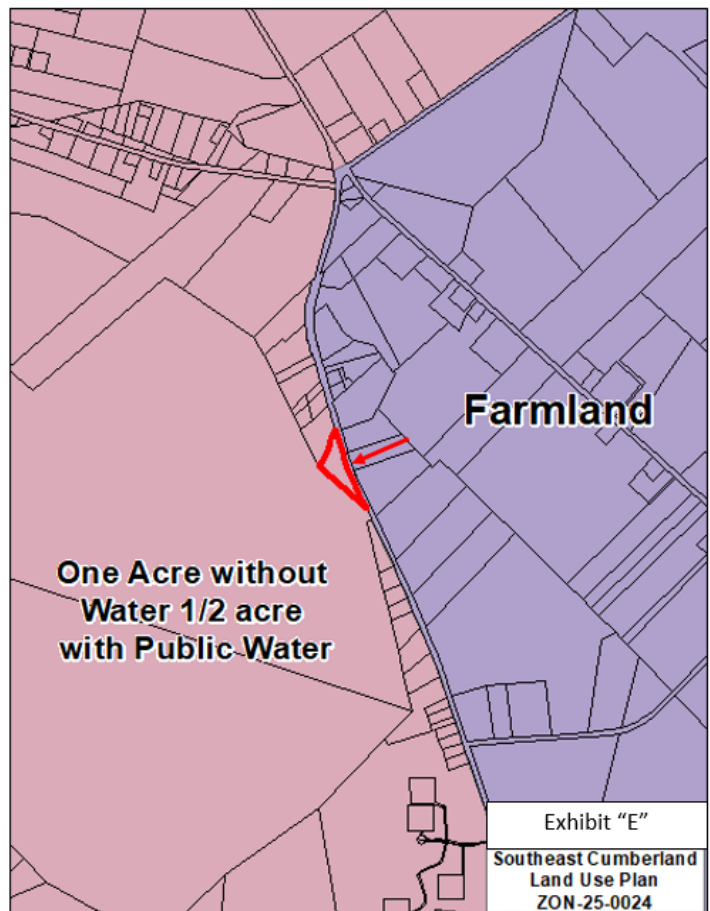 Farmland
One Acre without
Water 1/2 acre
with Public Water
Exhibit “E”
Southeast Cumberland
Land Use Plan
ZON-25-0024